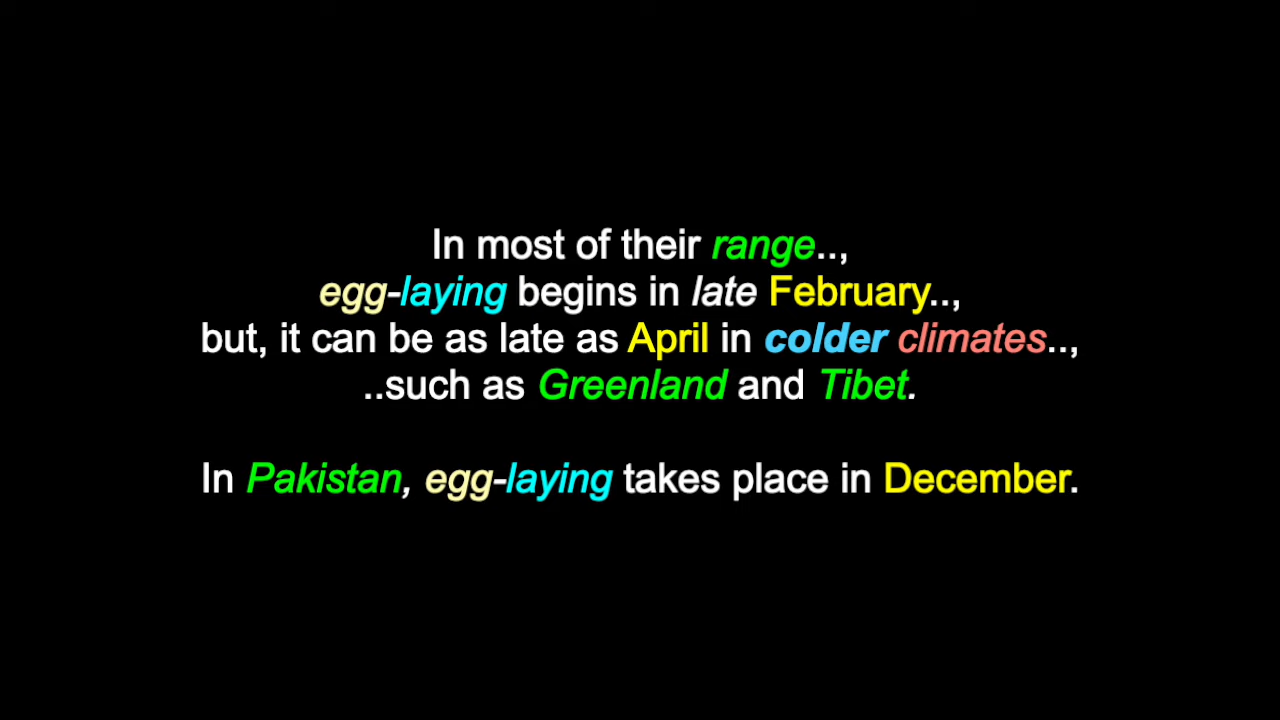 In most of their range..,
egg-laying begins in late February..,
but, it can be as late as April in colder climates..,
..such as Greenland and Tibet.
In Pakistan, egg-laying takes place in December.